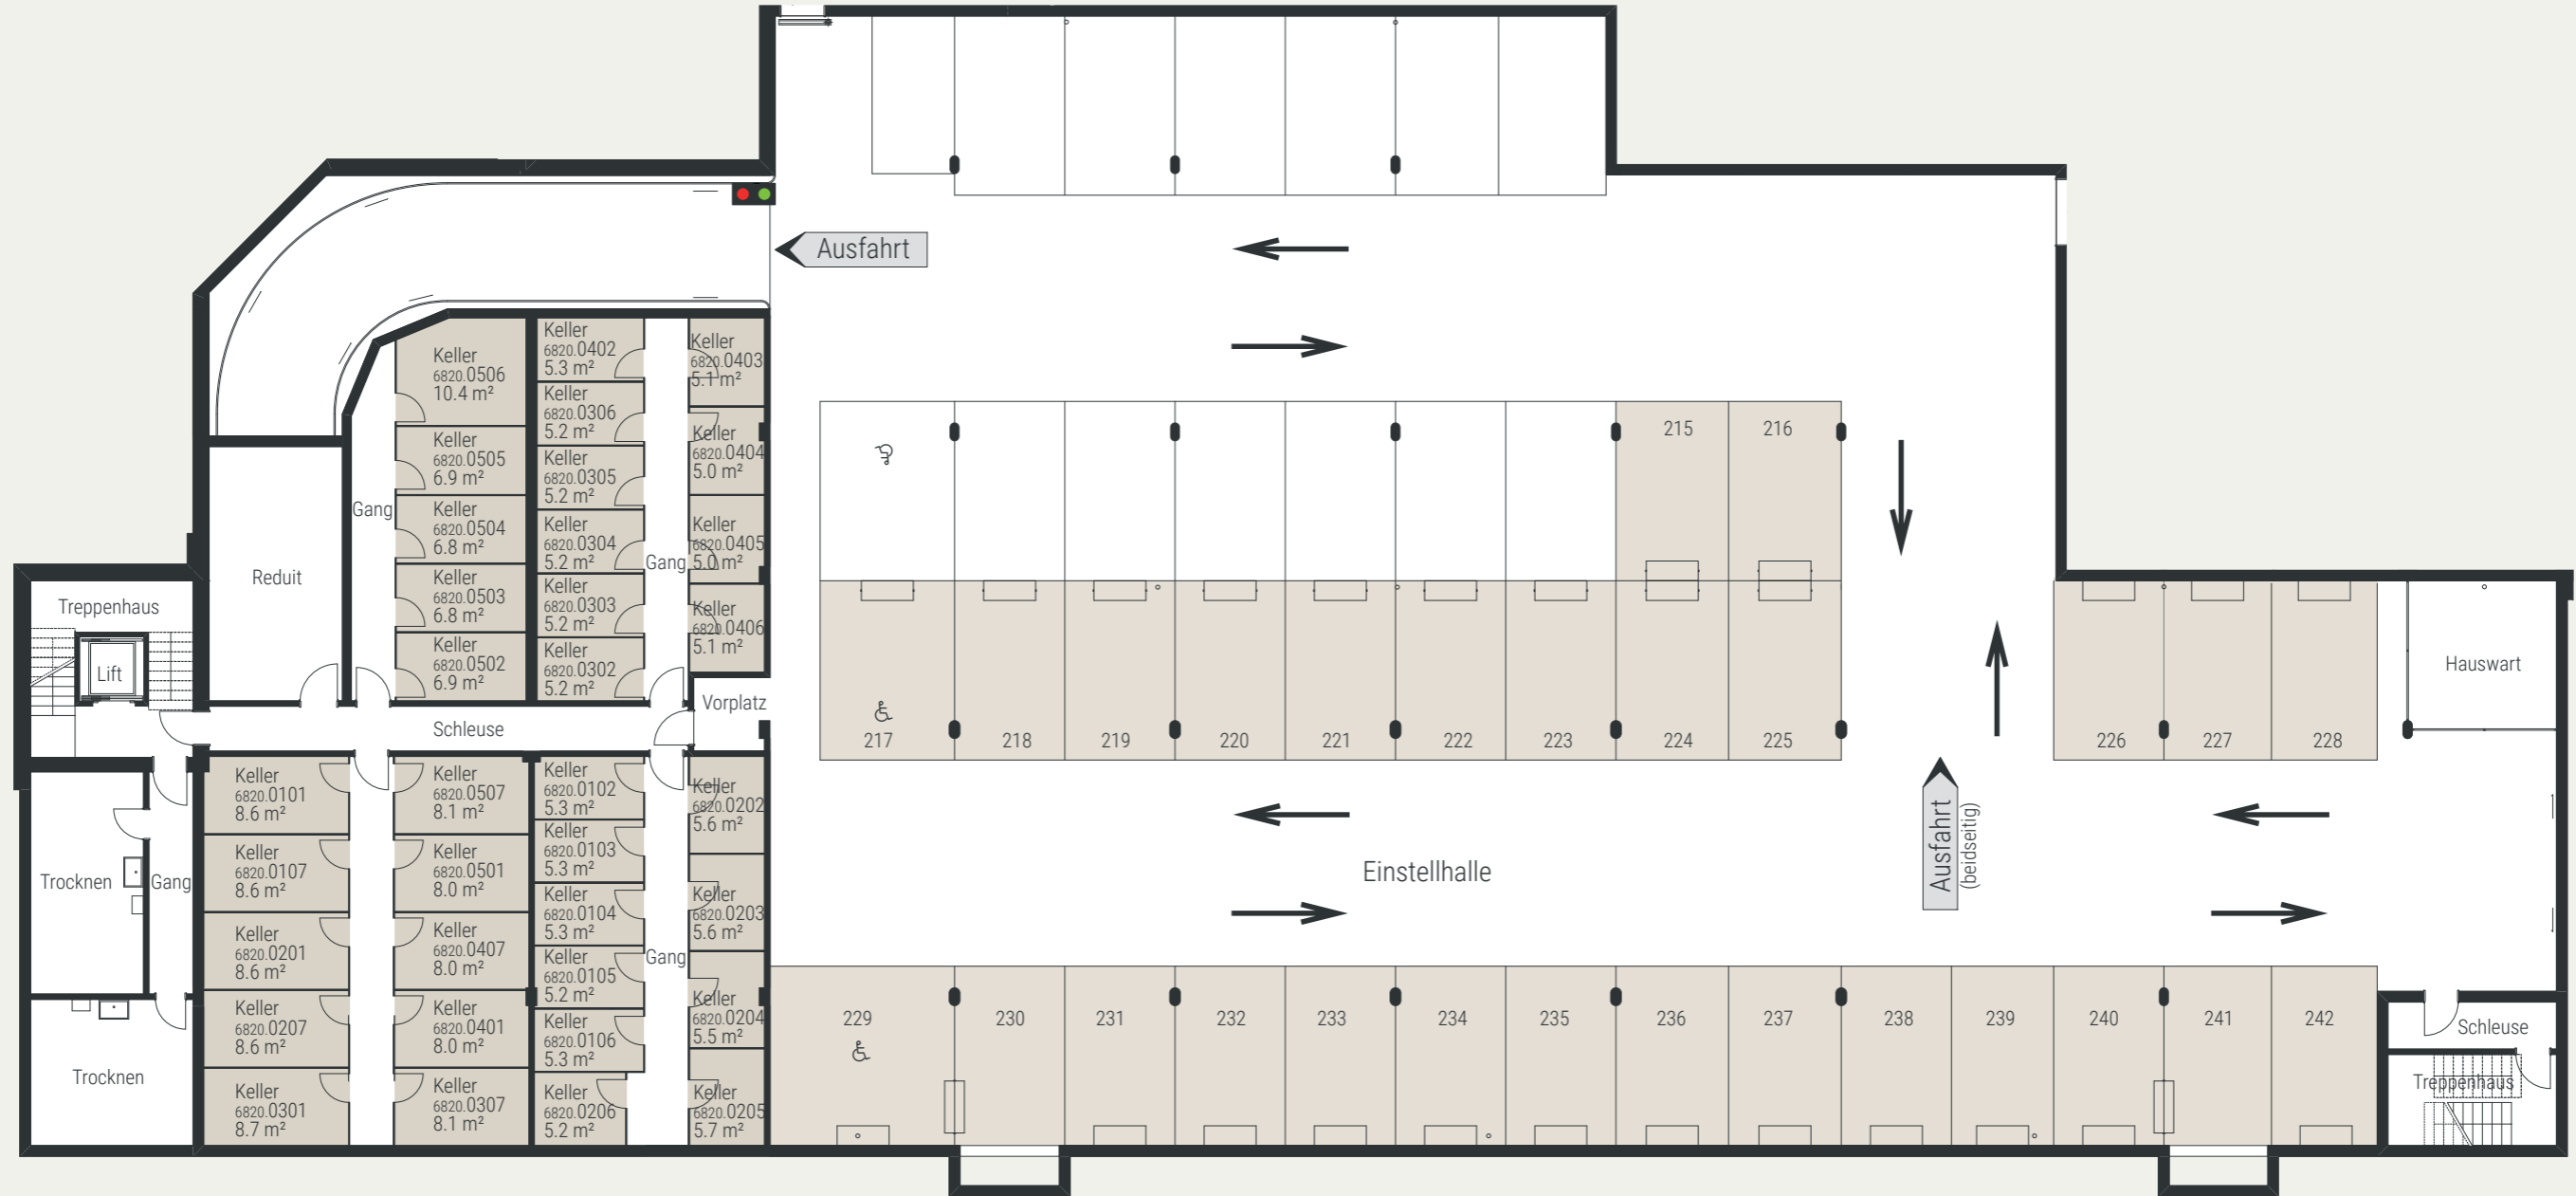 Ausfahrt
Keller
6820.0506
10.4 m²
Keller
6820.0505
6.9 m²
Keller
6820.0504
6.8 m²
Keller
6820.0503
6.8 m²
Keller
6820.0502
6.9 m²
Keller
6820.0402
5.3 m²
Keller
6820.0306
5.2 m²
Keller
6820.0305
5.2 m²
Keller
6820.0304
5.2 m²
Keller
6820.0303
5.2 m²
Keller
6820.0302
5.2 m²
Keller
6820.0403
5.1 m²
Keller
6820.0404
5.0 m²
Keller
6820.0405
5.0 m²
Keller
6820.0406
5.1 m²
Gang
Gang
Reduit
Treppenhaus
Lift
Schleuse
Vorplatz
215
216
217
218
219
220
221
222
223
224
225
226
227
228
Hauswart
Keller
6820.0101
8.6 m²
Keller
6820.0107
8.6 m²
Keller
6820.0201
8.6 m²
Keller
6820.0207
8.6 m²
Keller
6820.0301
8.7 m²
Keller
6820.0507
8.1 m²
Keller
6820.0501
8.0 m²
Keller
6820.0407
8.0 m²
Keller
6820.0401
8.0 m²
Keller
6820.0307
8.1 m²
Keller
6820.0102
5.3 m²
Keller
6820.0103
5.3 m²
Keller
6820.0104
5.3 m²
Keller
6820.0105
5.2 m²
Keller
6820.0106
5.3 m²
Keller
6820.0206
5.2 m²
Keller
6820.0202
5.6 m²
Keller
6820.0203
5.6 m²
Keller
6820.0204
5.5 m²
Keller
6820.0205
5.7 m²
Trocknen
Gang
Gang
Trocknen
Einstellhalle
Ausfahrt
(beidseitig)
229
230
231
232
233
234
235
236
237
238
239
240
241
242
Schleuse
Treppenhaus